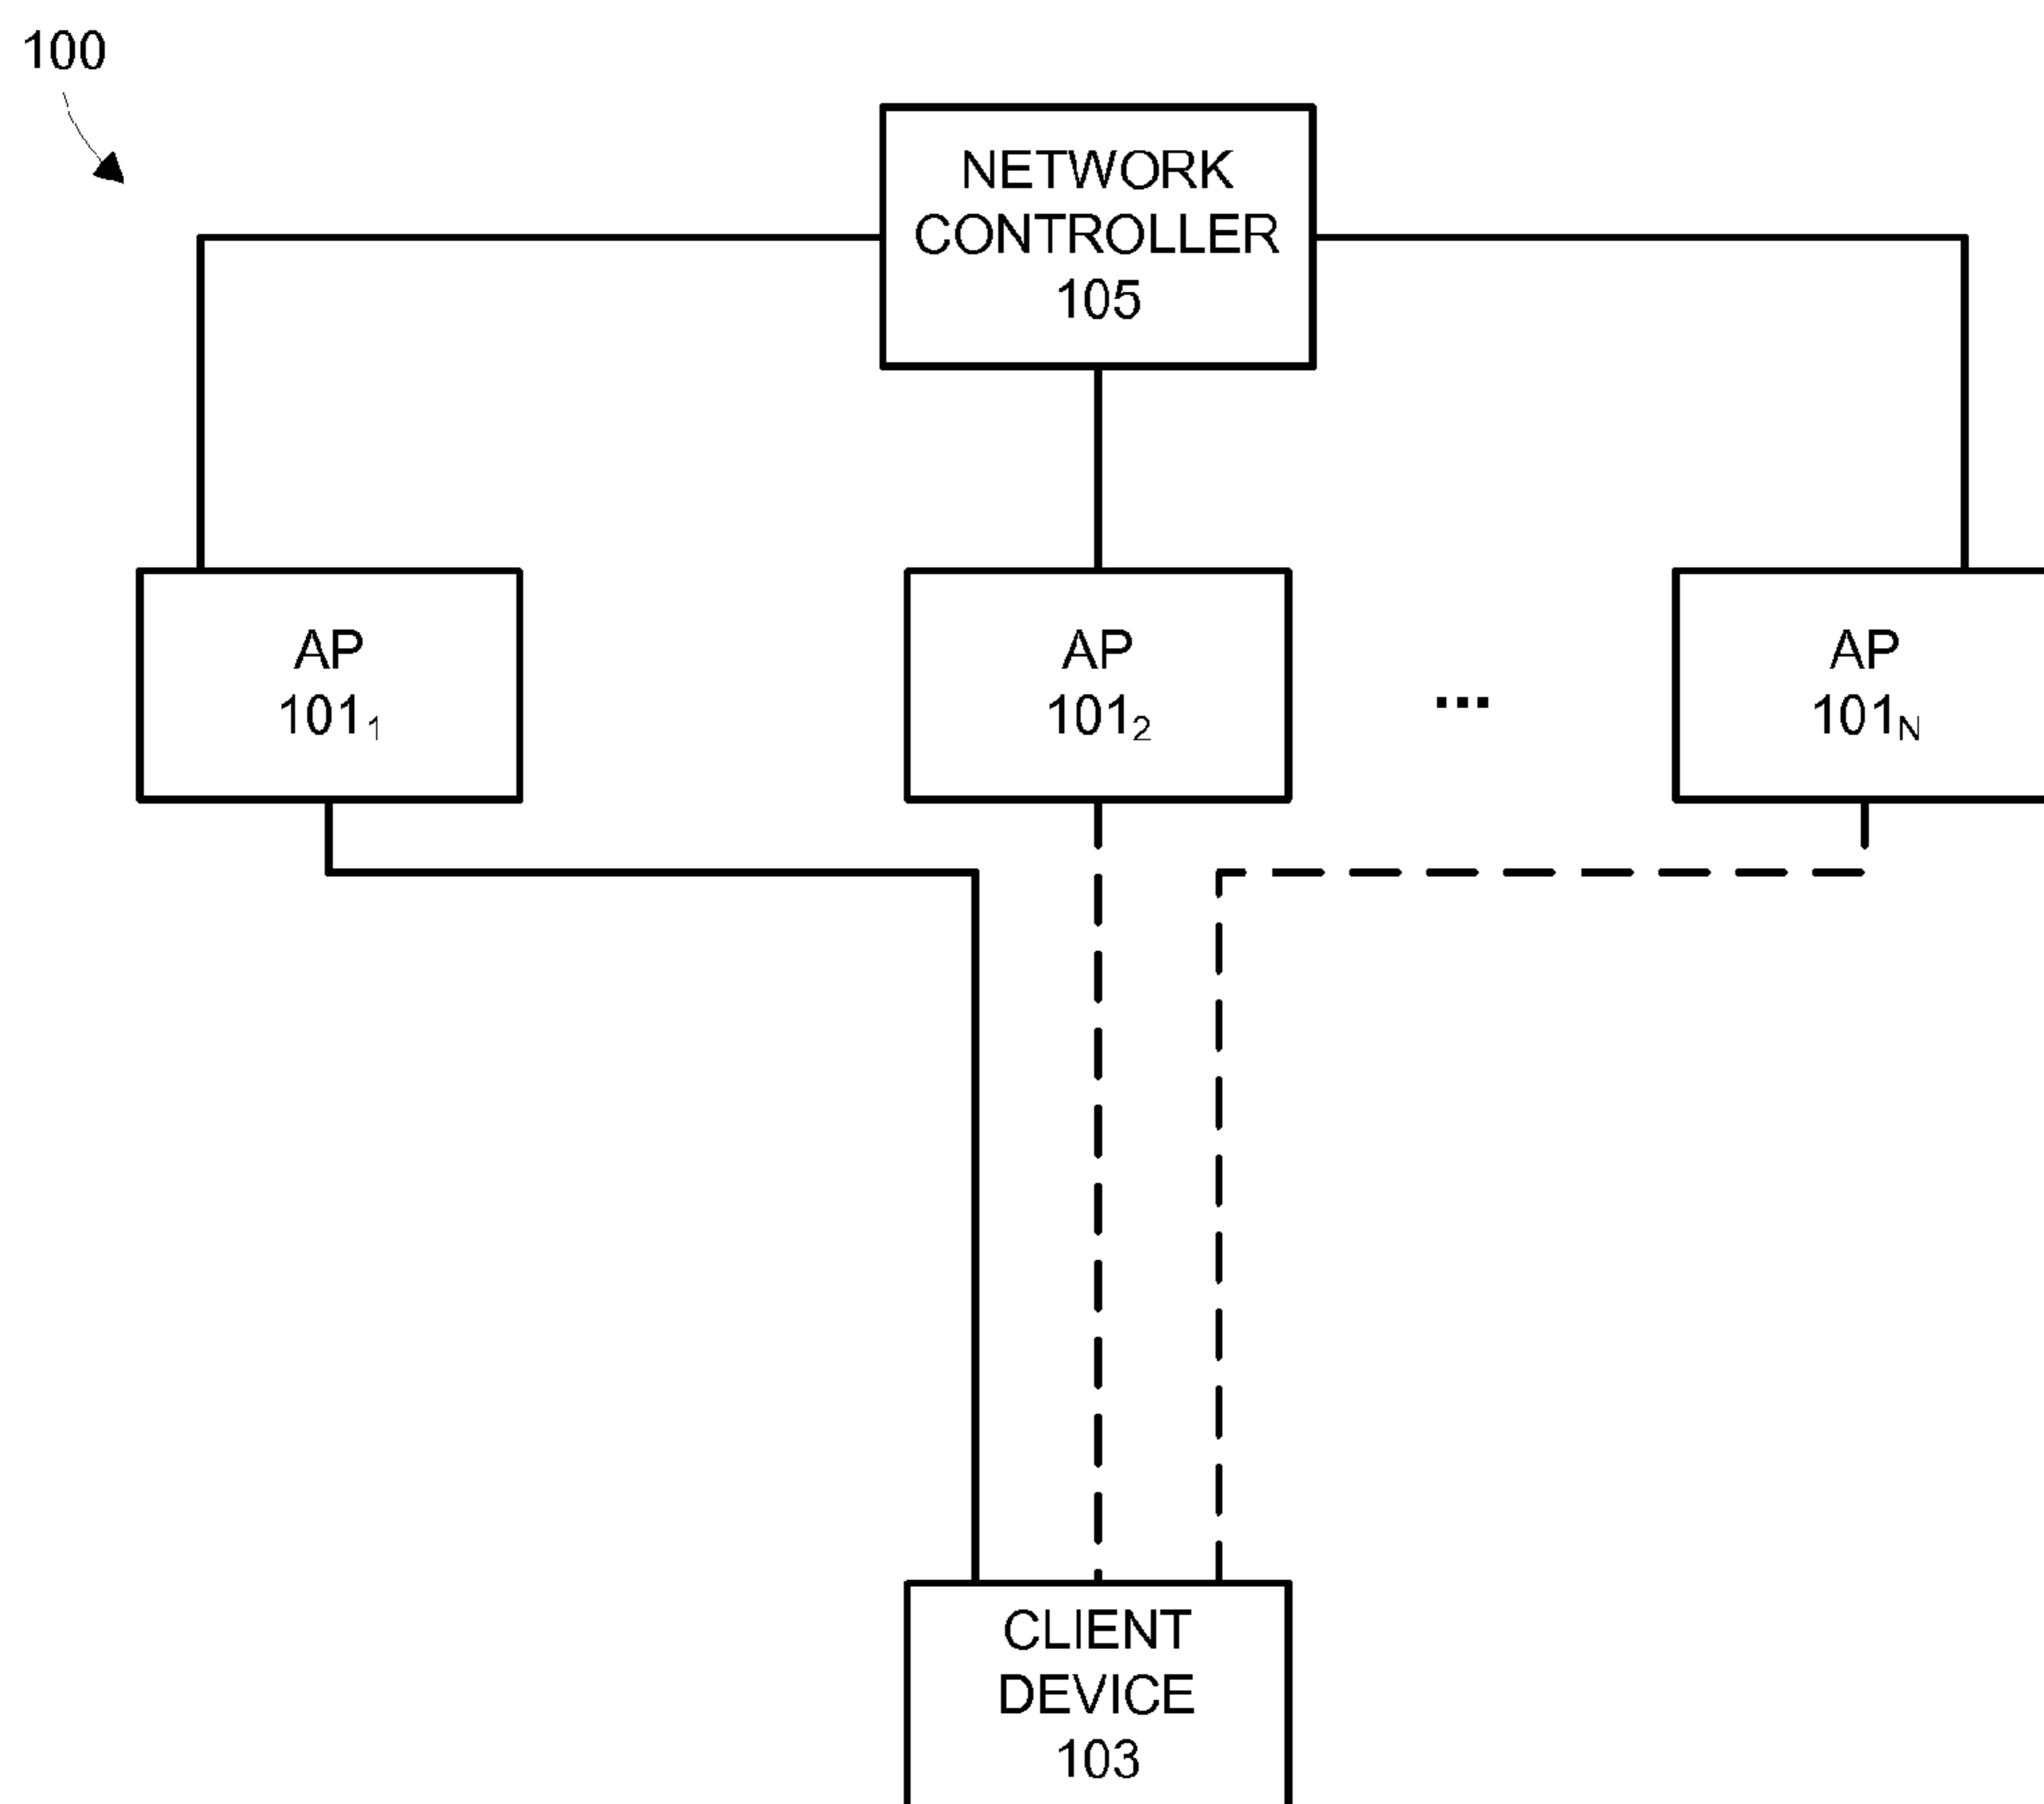 100
NETWORK
CONTROLLER
105
AP
101₁
AP
101₂
...
AP
101ₙ
CLIENT
DEVICE
103